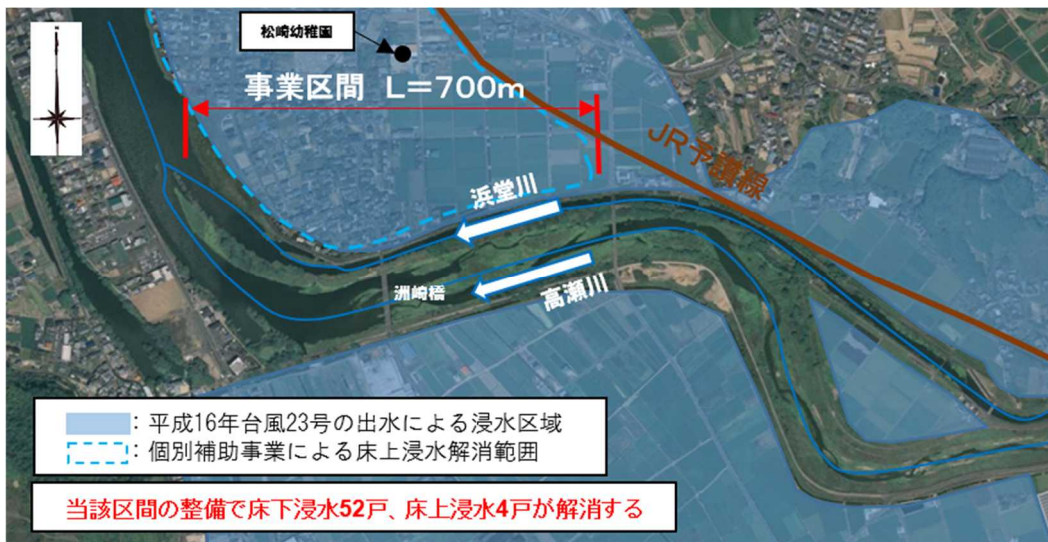 松崎幼稚園
事業区間 L=700m
JR予讃線
浜堂川
洲崎橋
高瀬川
:平成16年台風23号の出水による浸水区域
:個別補助事業による床上浸水解消範囲
当該区間の整備で床下浸水52戸、床上浸水4戸が解消する